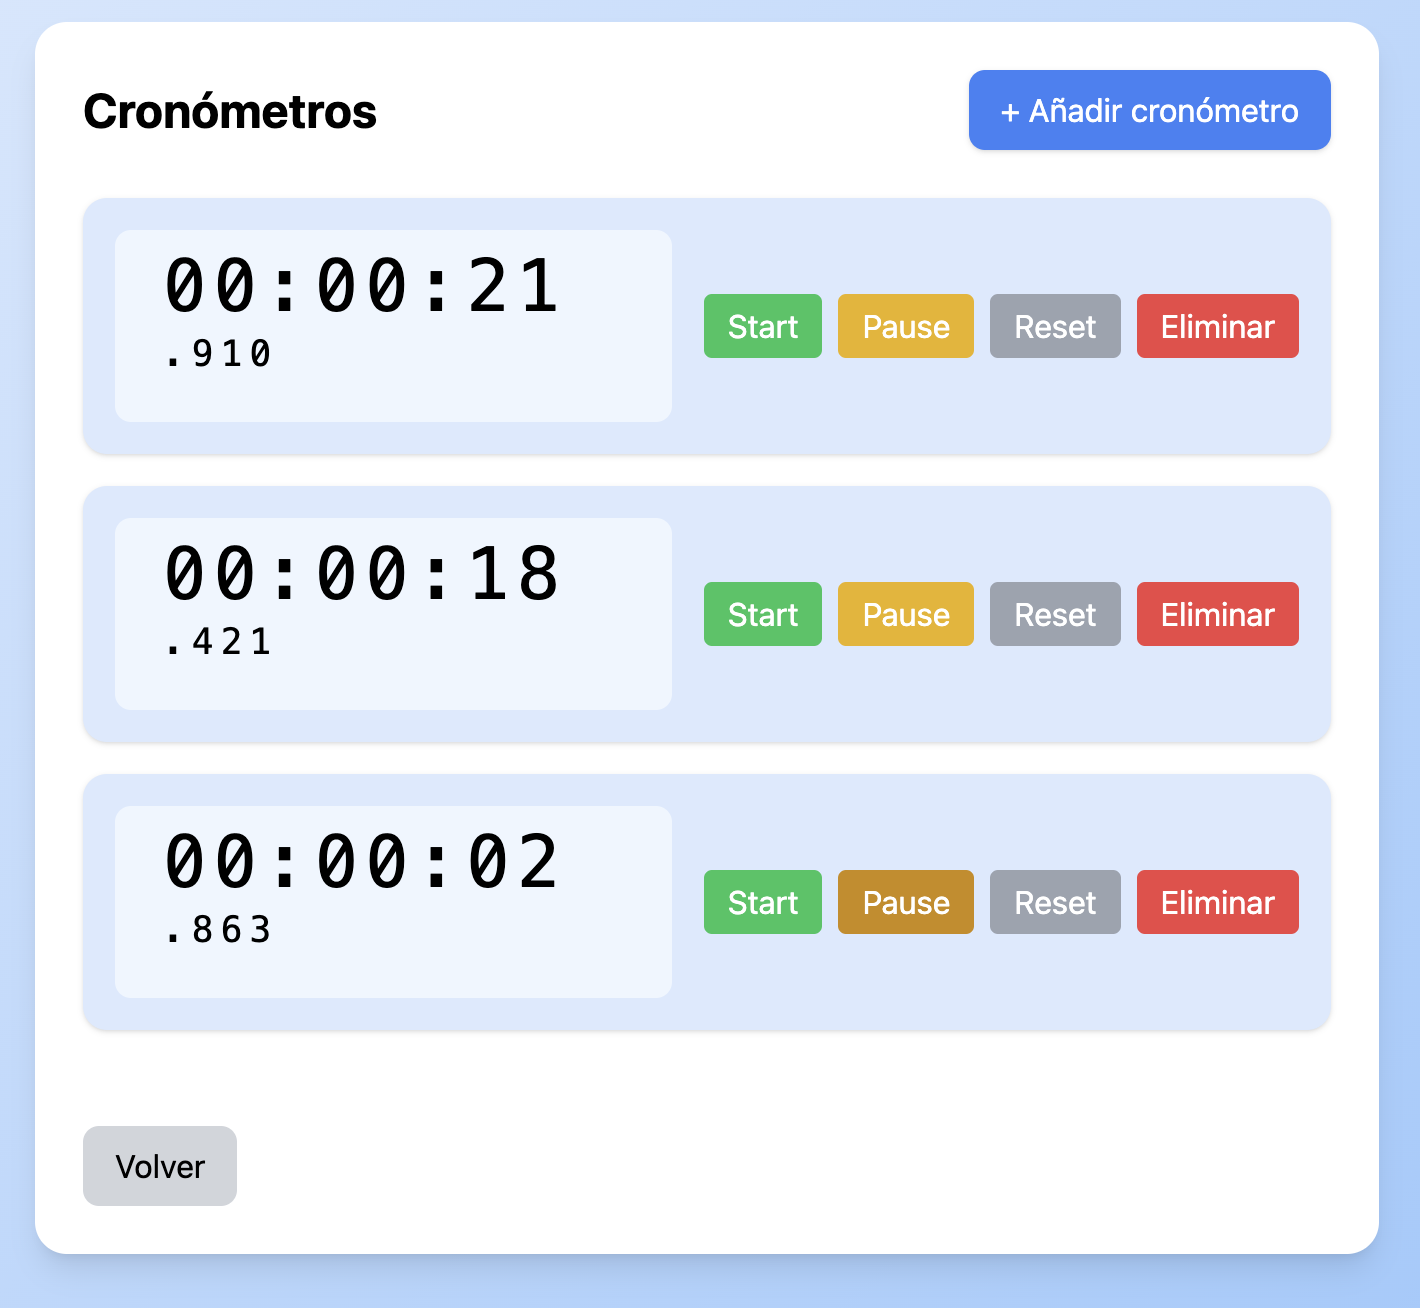 Cronómetros
+ Añadir cronómetro
00:00:21
.910
Start Pause Reset Eliminar
00:00:18
.421
Start Pause Reset Eliminar
00:00:02
.863
Start Pause Reset Eliminar
Volver